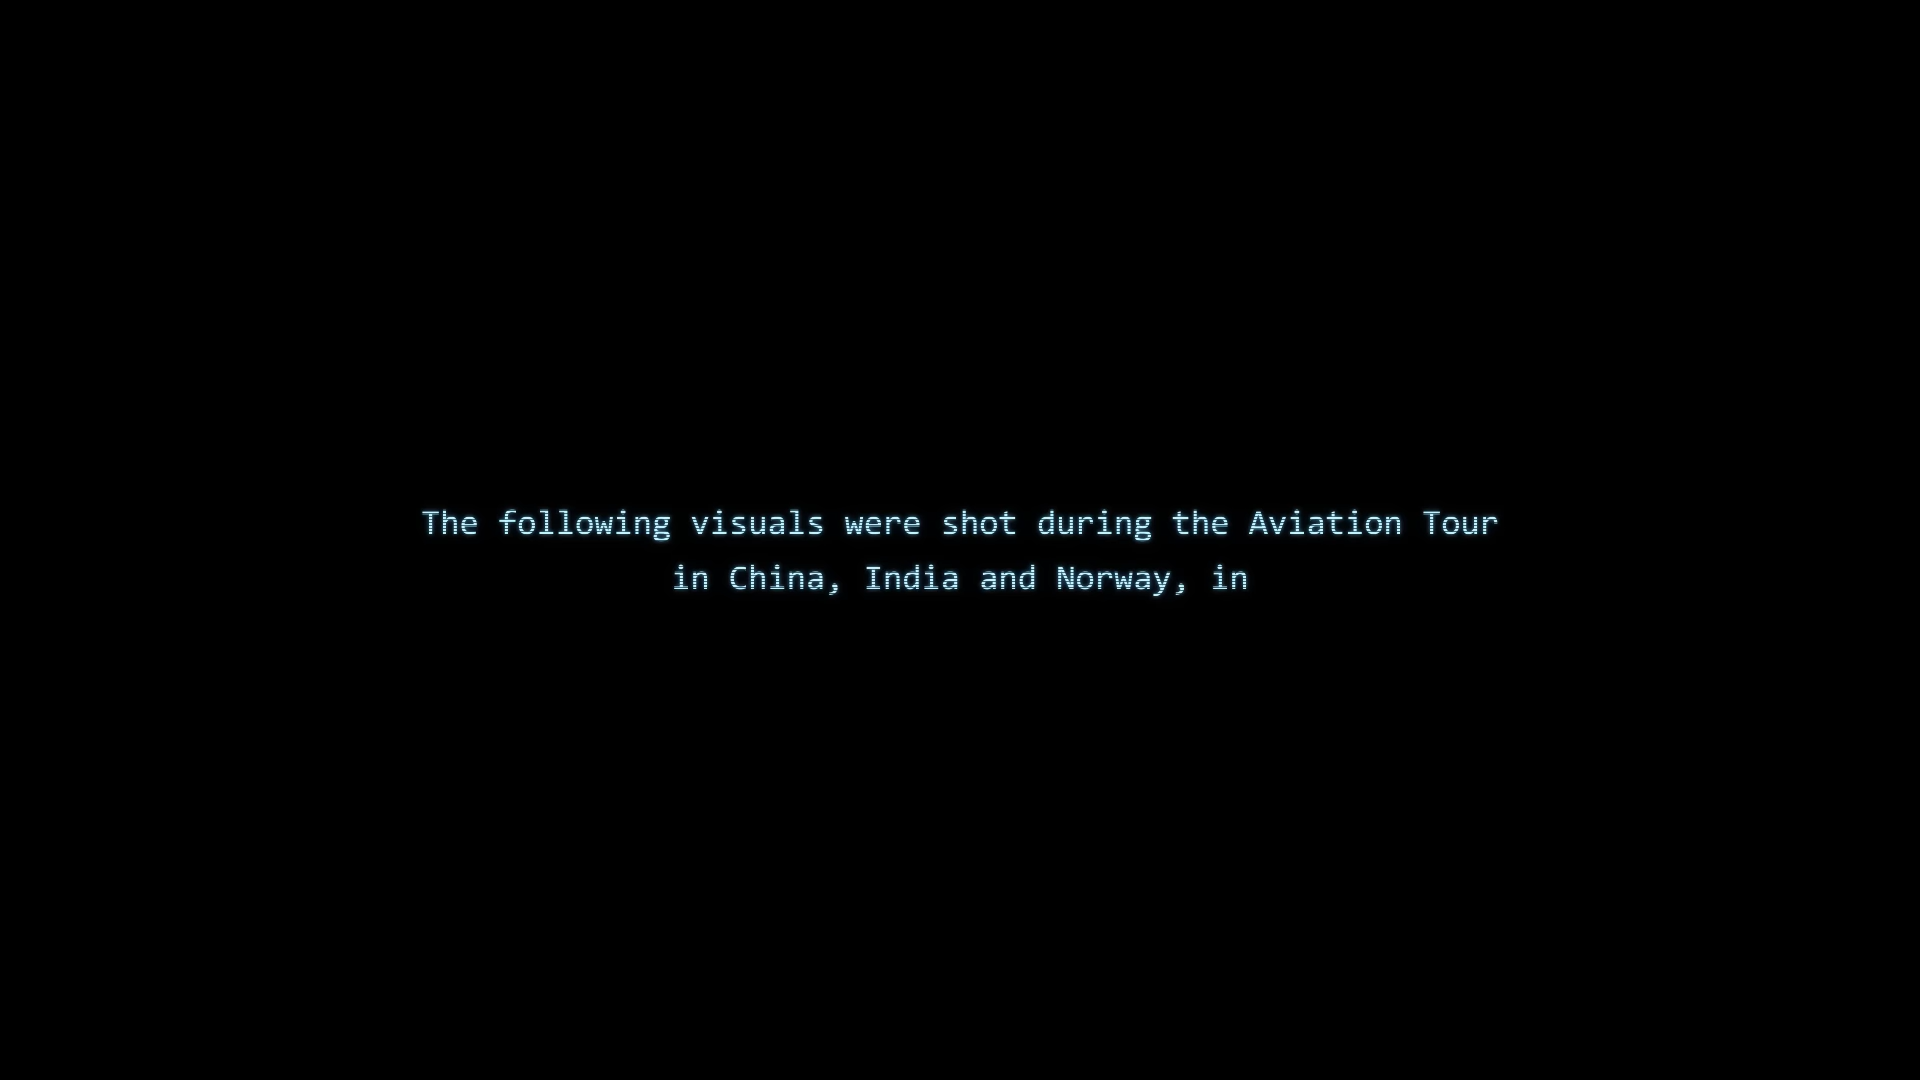 The following visuals were shot during the Aviation Tour
in China, India and Norway, in